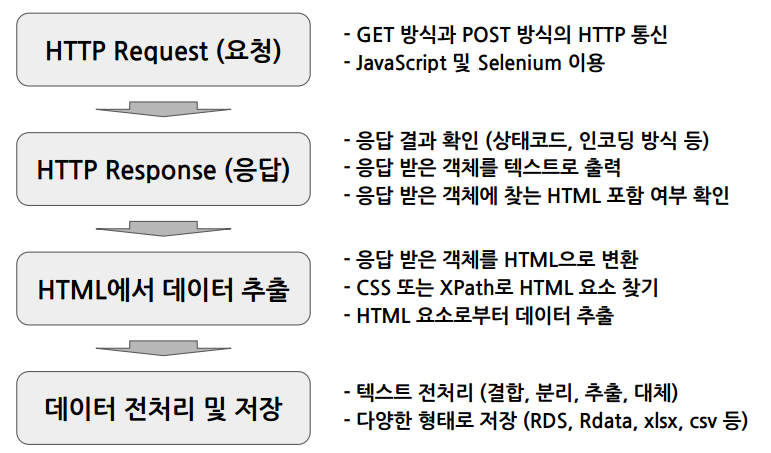 HTTP Request (요청)
- GET 방식과 POST 방식의 HTTP 통신
- JavaScript 및 Selenium 이용
HTTP Response (응답)
- 응답 결과 확인 (상태코드, 인코딩 방식 등)
- 응답 받은 객체를 텍스트로 출력
- 응답 받은 객체에 찾는 HTML 포함 여부 확인
HTML에서 데이터 추출
- 응답 받은 객체를 HTML으로 변환
- CSS 또는 XPath로 HTML 요소 찾기
- HTML 요소로부터 데이터 추출
데이터 전처리 및 저장
- 텍스트 전처리 (결합, 분리, 추출, 대체)
- 다양한 형태로 저장 (RDS, Rdata, xlsx, csv 등)